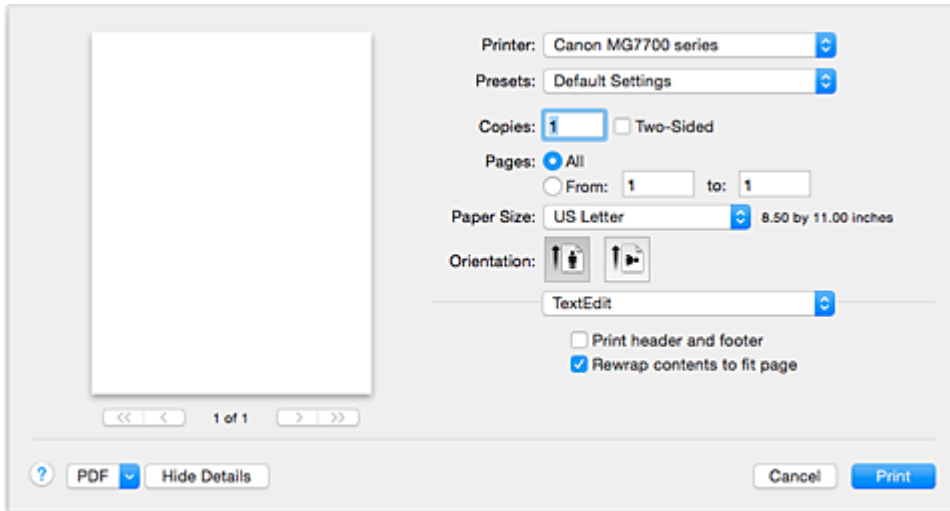 Printer: Canon MG7700 series
Presets: Default Settings
Copies: 1 Two-Sided
Pages: All
From: 1 to: 1
Paper Size: US Letter 8.50 by 11.00 inches
Orientation:
TextEdit
Print header and footer
Rewrap contents to fit page
<< < 1 of 1 > >>
? PDF Hide Details Cancel Print